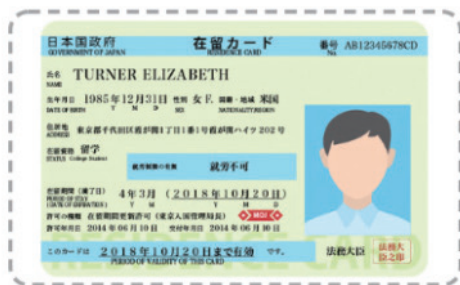 日本国政府 在留カード 番号 AB12345678CD
GOVERNMENT OF JAPAN RESIDENCE CARD No.
氏名 TURNER ELIZABETH
NAME
生年月日 1985年12月31日 性別 女 F. 国籍・地域 米国
DATE OF BIRTH Y M D SEX NATIONALITY/REGION
住居地 東京都千代田区霞が関1丁目1番1号霞が関ハイツ202号
ADDRESS
在留資格 留学
STATUS College Student
就労制限の有無 就労不可
在留期間(満了日) 4年3月 (2018年10月20日)
PERIOD OF STAY
(DATE OF EXPIRATION) Y M Y M D
許可の種類 在留期間更新許可(東京入国管理局長) MOJ
許可年月日 2014年06月10日 交付年月日 2014年06月10日
このカードは 2018年10月20日まで有効 です。 法務大臣 法務大
PERIOD OF VALIDITY OF THIS CARD 臣之印